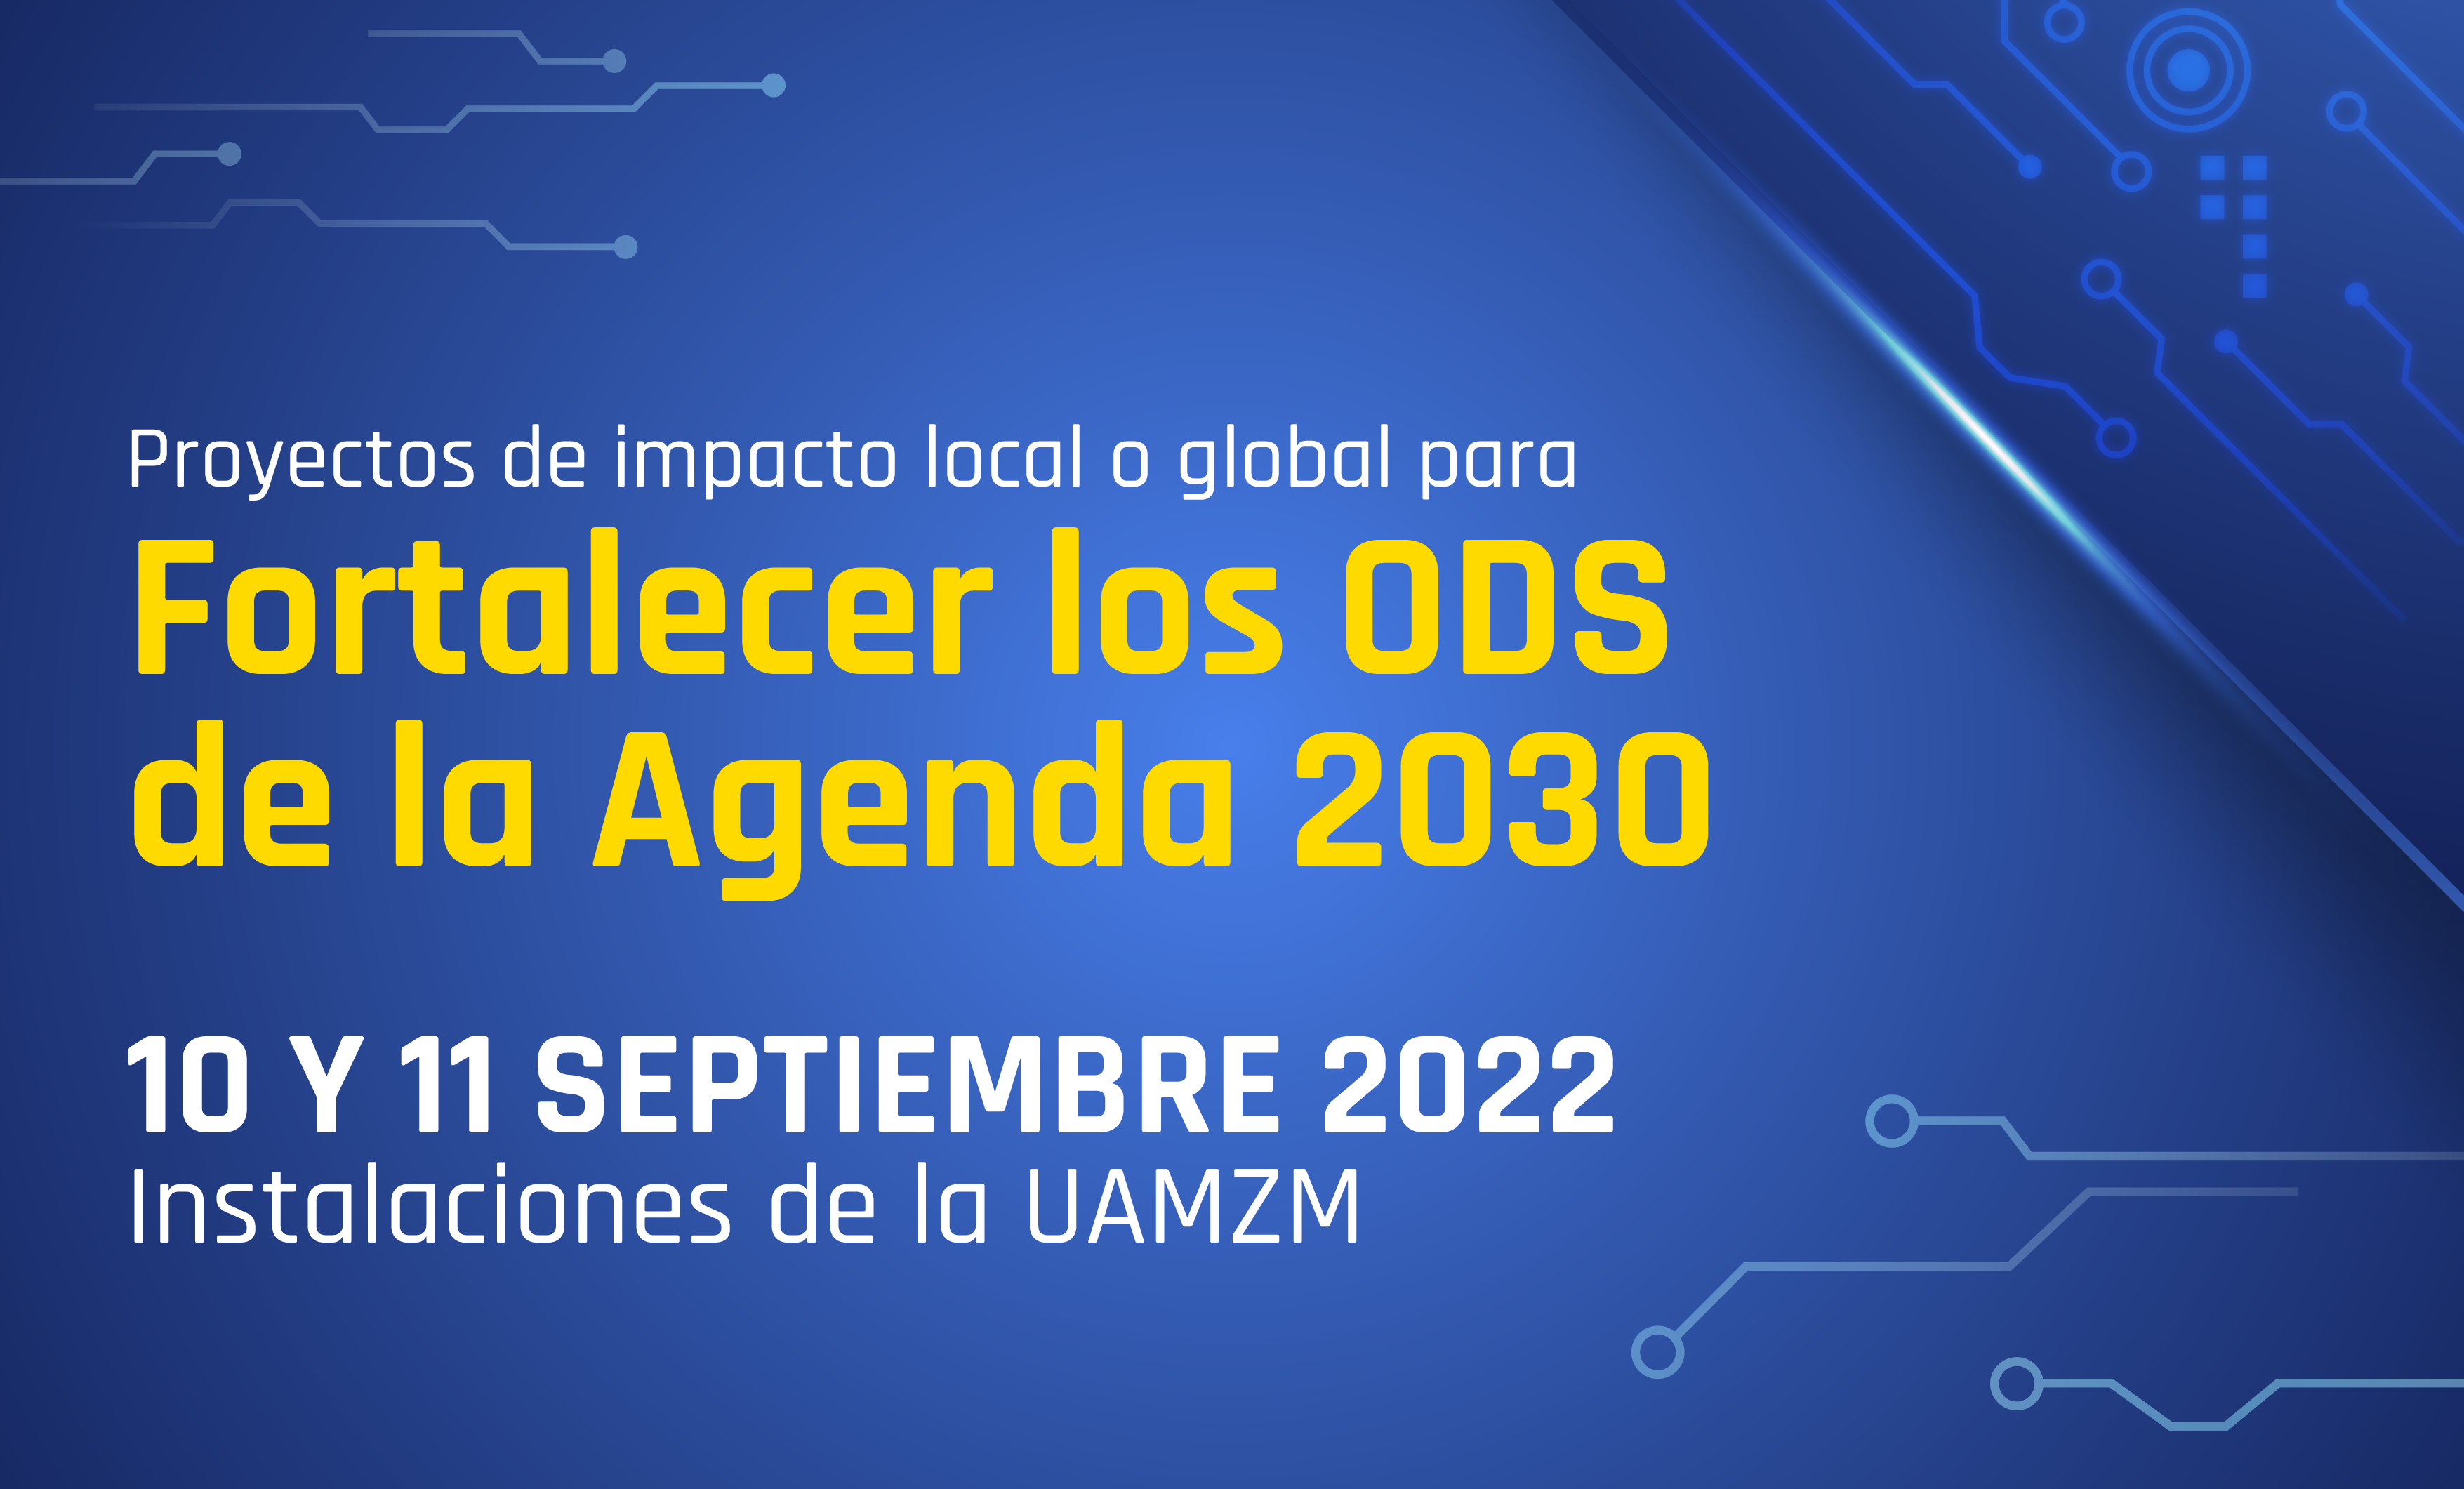 Proyectos de impacto local o global para
Fortalecer los ODS
de la Agenda 2030
10 Y 11 SEPTIEMBRE 2022
Instalaciones de la UAMZM